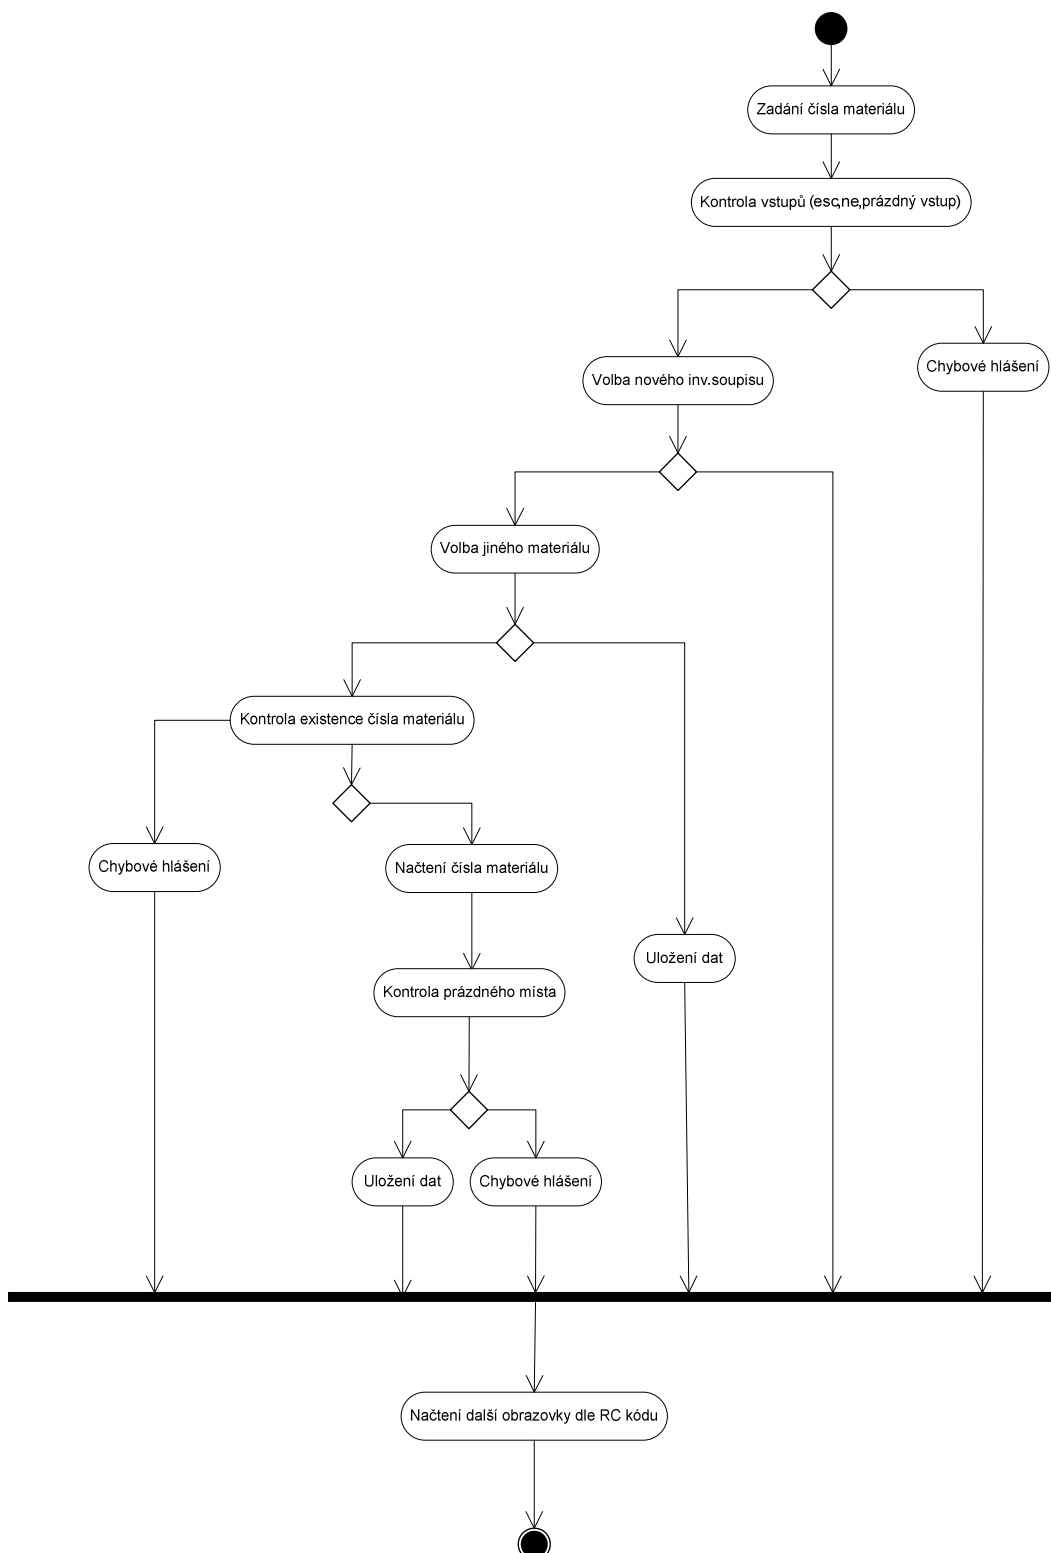 Zadání čísla materiálu
Kontrola vstupů (esc,ne,prázdný vstup)
Chybové hlášení
Volba nového inv.soupisu
Volba jiného materiálu
Kontrola existence čísla materiálu
Chybové hlášení
Načtení čísla materiálu
Uložení dat
Kontrola prázdného místa
Uložení dat
Chybové hlášení
Načtení další obrazovky dle RC kódu